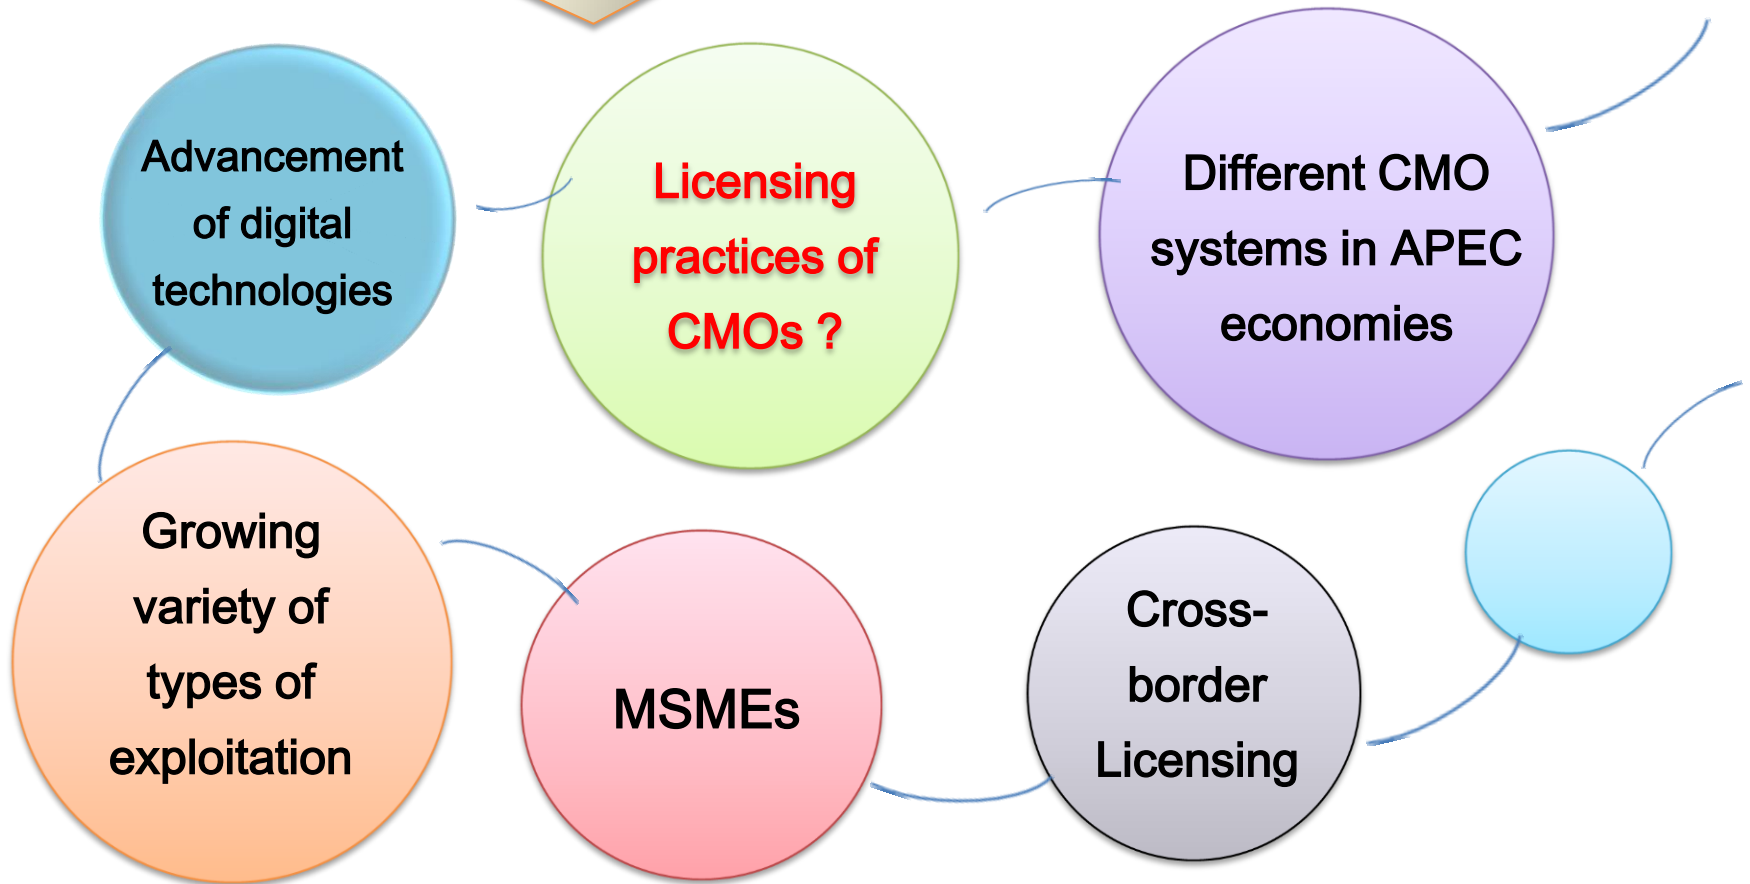 Advancement
of digital
technologies
Licensing
practices of
CMOs ?
Different CMO
systems in APEC
economies
Growing
variety of
types of
exploitation
MSMEs
Cross-
border
Licensing